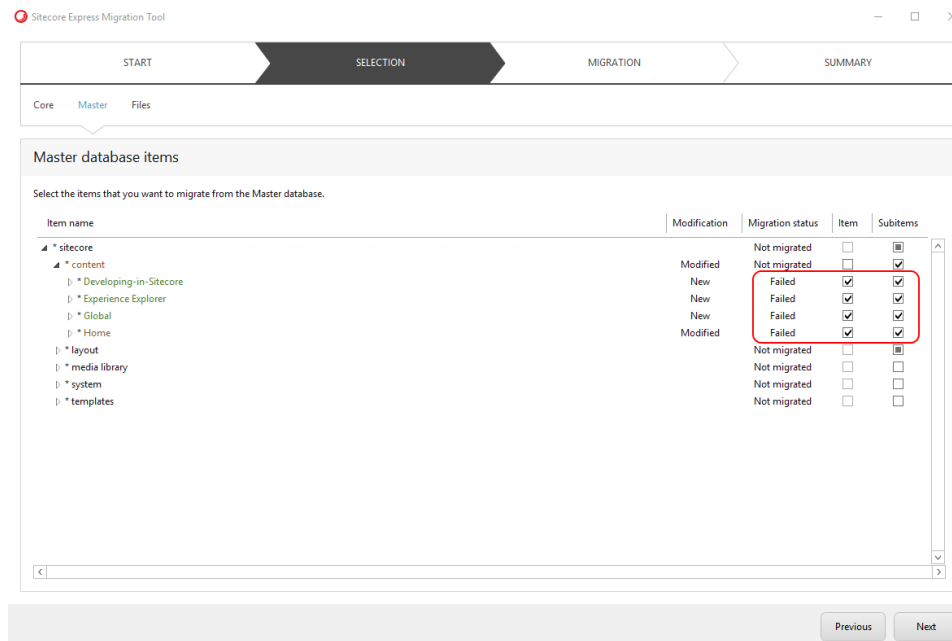 Sitecore Express Migration Tool
START SELECTION MIGRATION SUMMARY
Core Master Files
Master database items
Select the items that you want to migrate from the Master database.
Item name Modification Migration status Item Subitems
* sitecore Not migrated
* content Modified Not migrated
* Developing-in-Sitecore New Failed
* Experience Explorer New Failed
* Global New Failed
* Home Modified Failed
* layout Not migrated
* media library Not migrated
* system Not migrated
* templates Not migrated
Previous Next